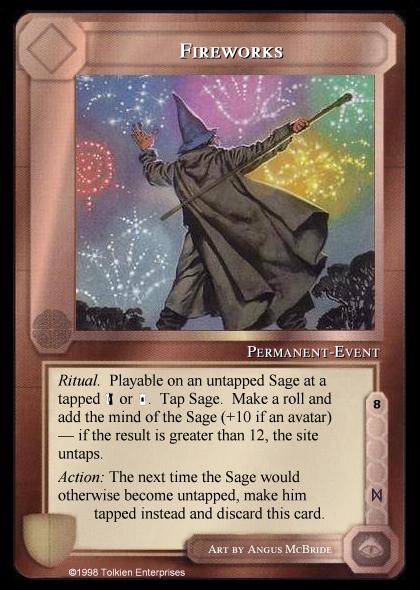 Fireworks
Permanent-Event
Ritual. Playable on an untapped Sage at a
tapped or . Tap Sage. Make a roll and
add the mind of the Sage (+10 if an avatar)
— if the result is greater than 12, the site
untaps.
Action: The next time the Sage would
otherwise become untapped, make him
tapped instead and discard this card.
8
Art by Angus McBride
©1998 Tolkien Enterprises